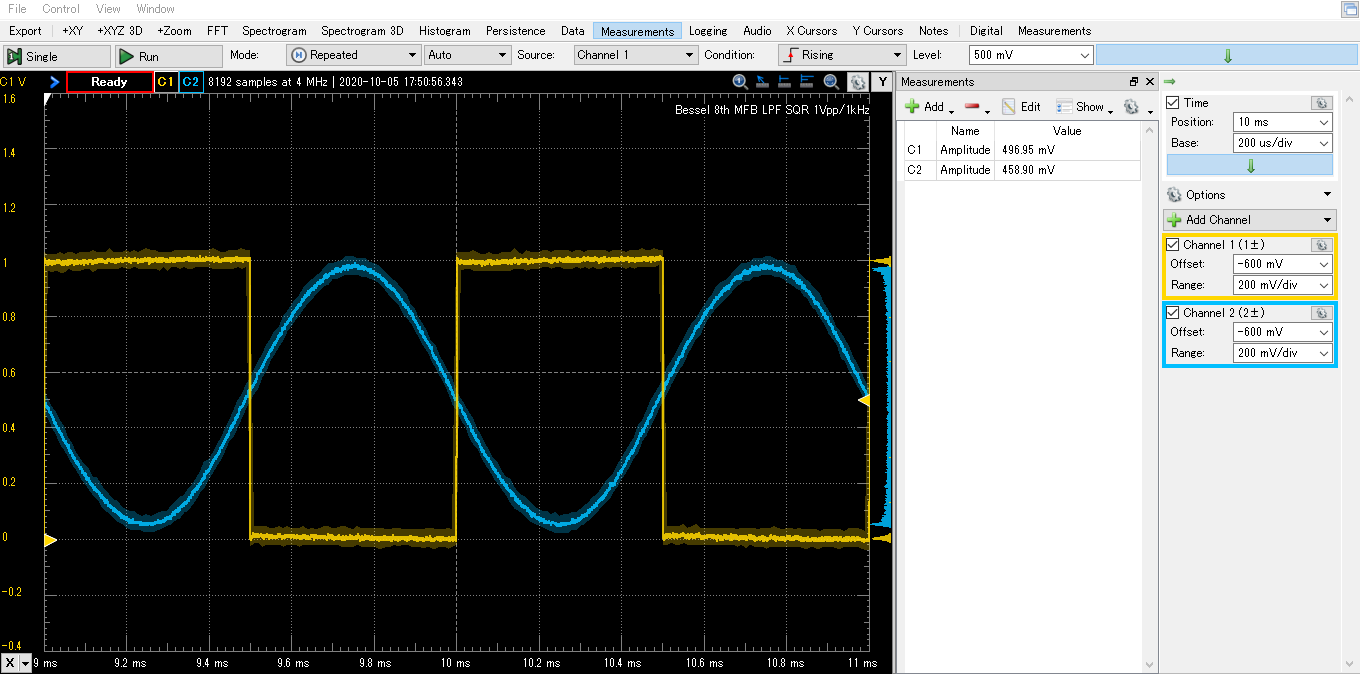 File Control View Window
Export +XY +XYZ 3D +Zoom FFT Spectrogram Spectrogram 3D Histogram Persistence Data Measurements Logging Audio X Cursors Y Cursors Notes Digital Measurements
Single Run Mode: Repeated Auto Source: Channel 1 Condition: Rising Level: 500 mV
C1 V Ready C1 C2 8192 samples at 4 MHz | 2020-10-05 17:50:56.343 Y
Bessel 8th MFB LPF SQR 1Vpp/1kHz
1.6
1.4
1.2
1
0.8
0.6
0.4
0.2
0
-0.2
-0.4
X 9 ms 9.2 ms 9.4 ms 9.6 ms 9.8 ms 10 ms 10.2 ms 10.4 ms 10.6 ms 10.8 ms 11 ms
Measurements
Add Edit Show
Name Value
C1 Amplitude 496.95 mV
C2 Amplitude 458.90 mV
Time
Position: 10 ms
Base: 200 us/div
Options
Add Channel
Channel 1 (1±)
Offset: -600 mV
Range: 200 mV/div
Channel 2 (2±)
Offset: -600 mV
Range: 200 mV/div